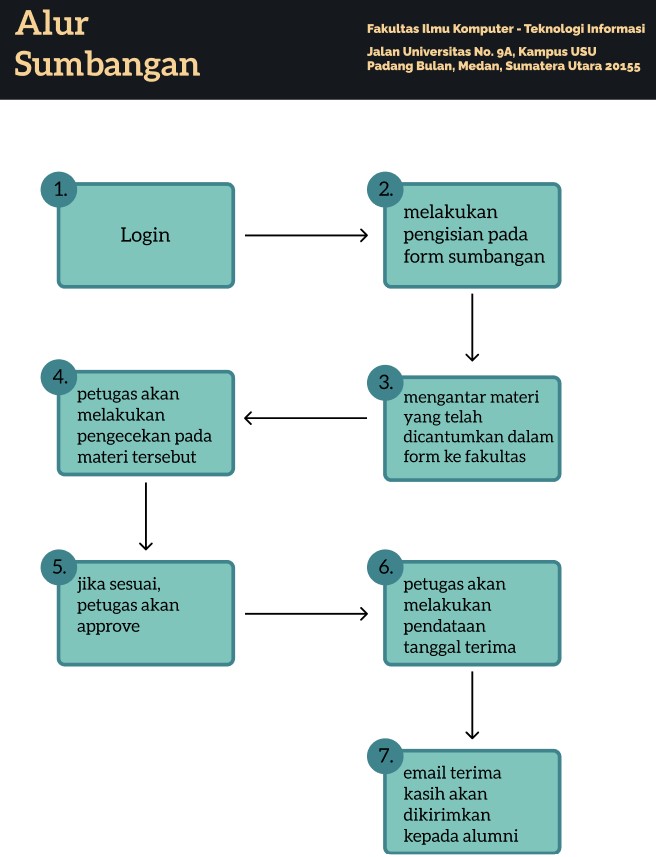 Alur
Sumbangan
Fakultas Ilmu Komputer - Teknologi Informasi
Jalan Universitas No. 9A, Kampus USU
Padang Bulan, Medan, Sumatera Utara 20155
1.
Login
2.
melakukan
pengisian pada
form sumbangan
3.
mengantar materi
yang telah
dicantumkan dalam
form ke fakultas
4.
petugas akan
melakukan
pengecekan pada
materi tersebut
5.
jika sesuai,
petugas akan
approve
6.
petugas akan
melakukan
pendataan
tanggal terima
7.
email terima
kasih akan
dikirimkan
kepada alumni